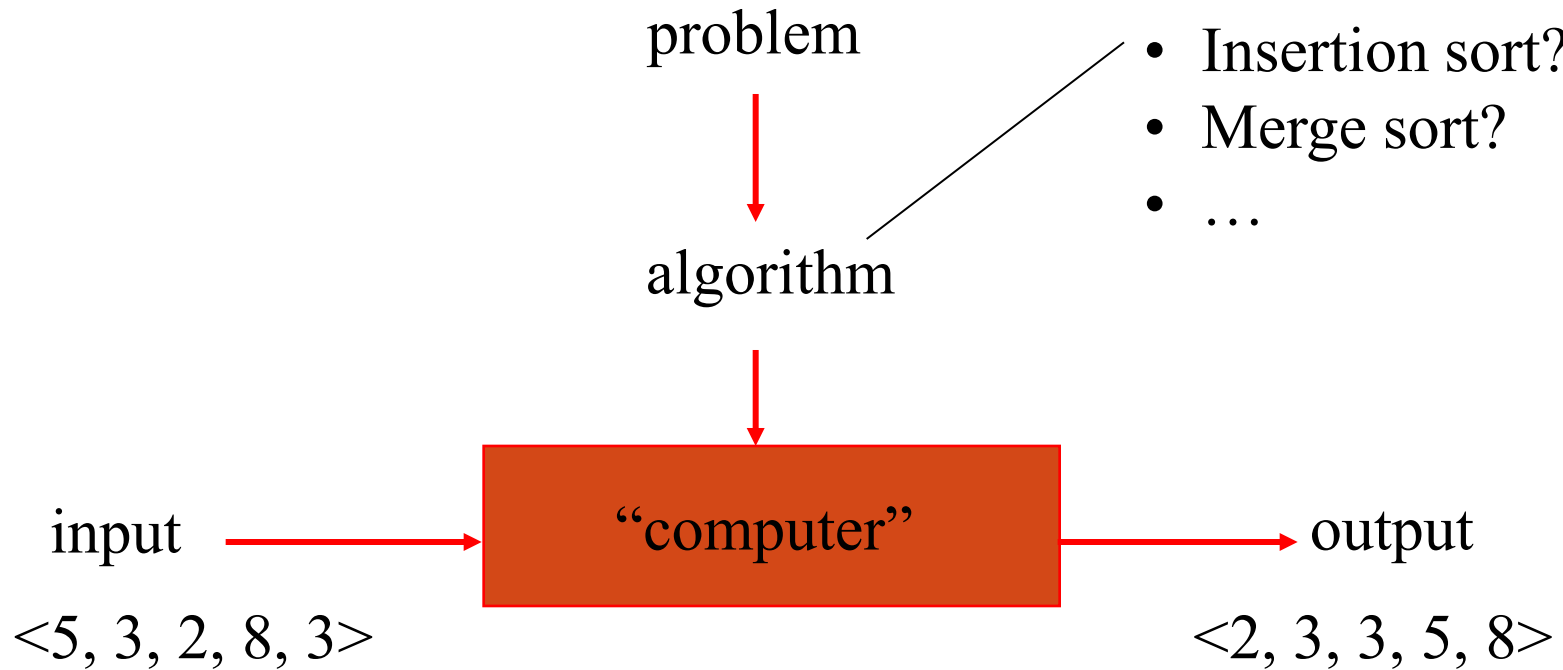 problem
• Insertion sort?
• Merge sort?
• …
algorithm
input
“computer”
output
<5, 3, 2, 8, 3>
<2, 3, 3, 5, 8>